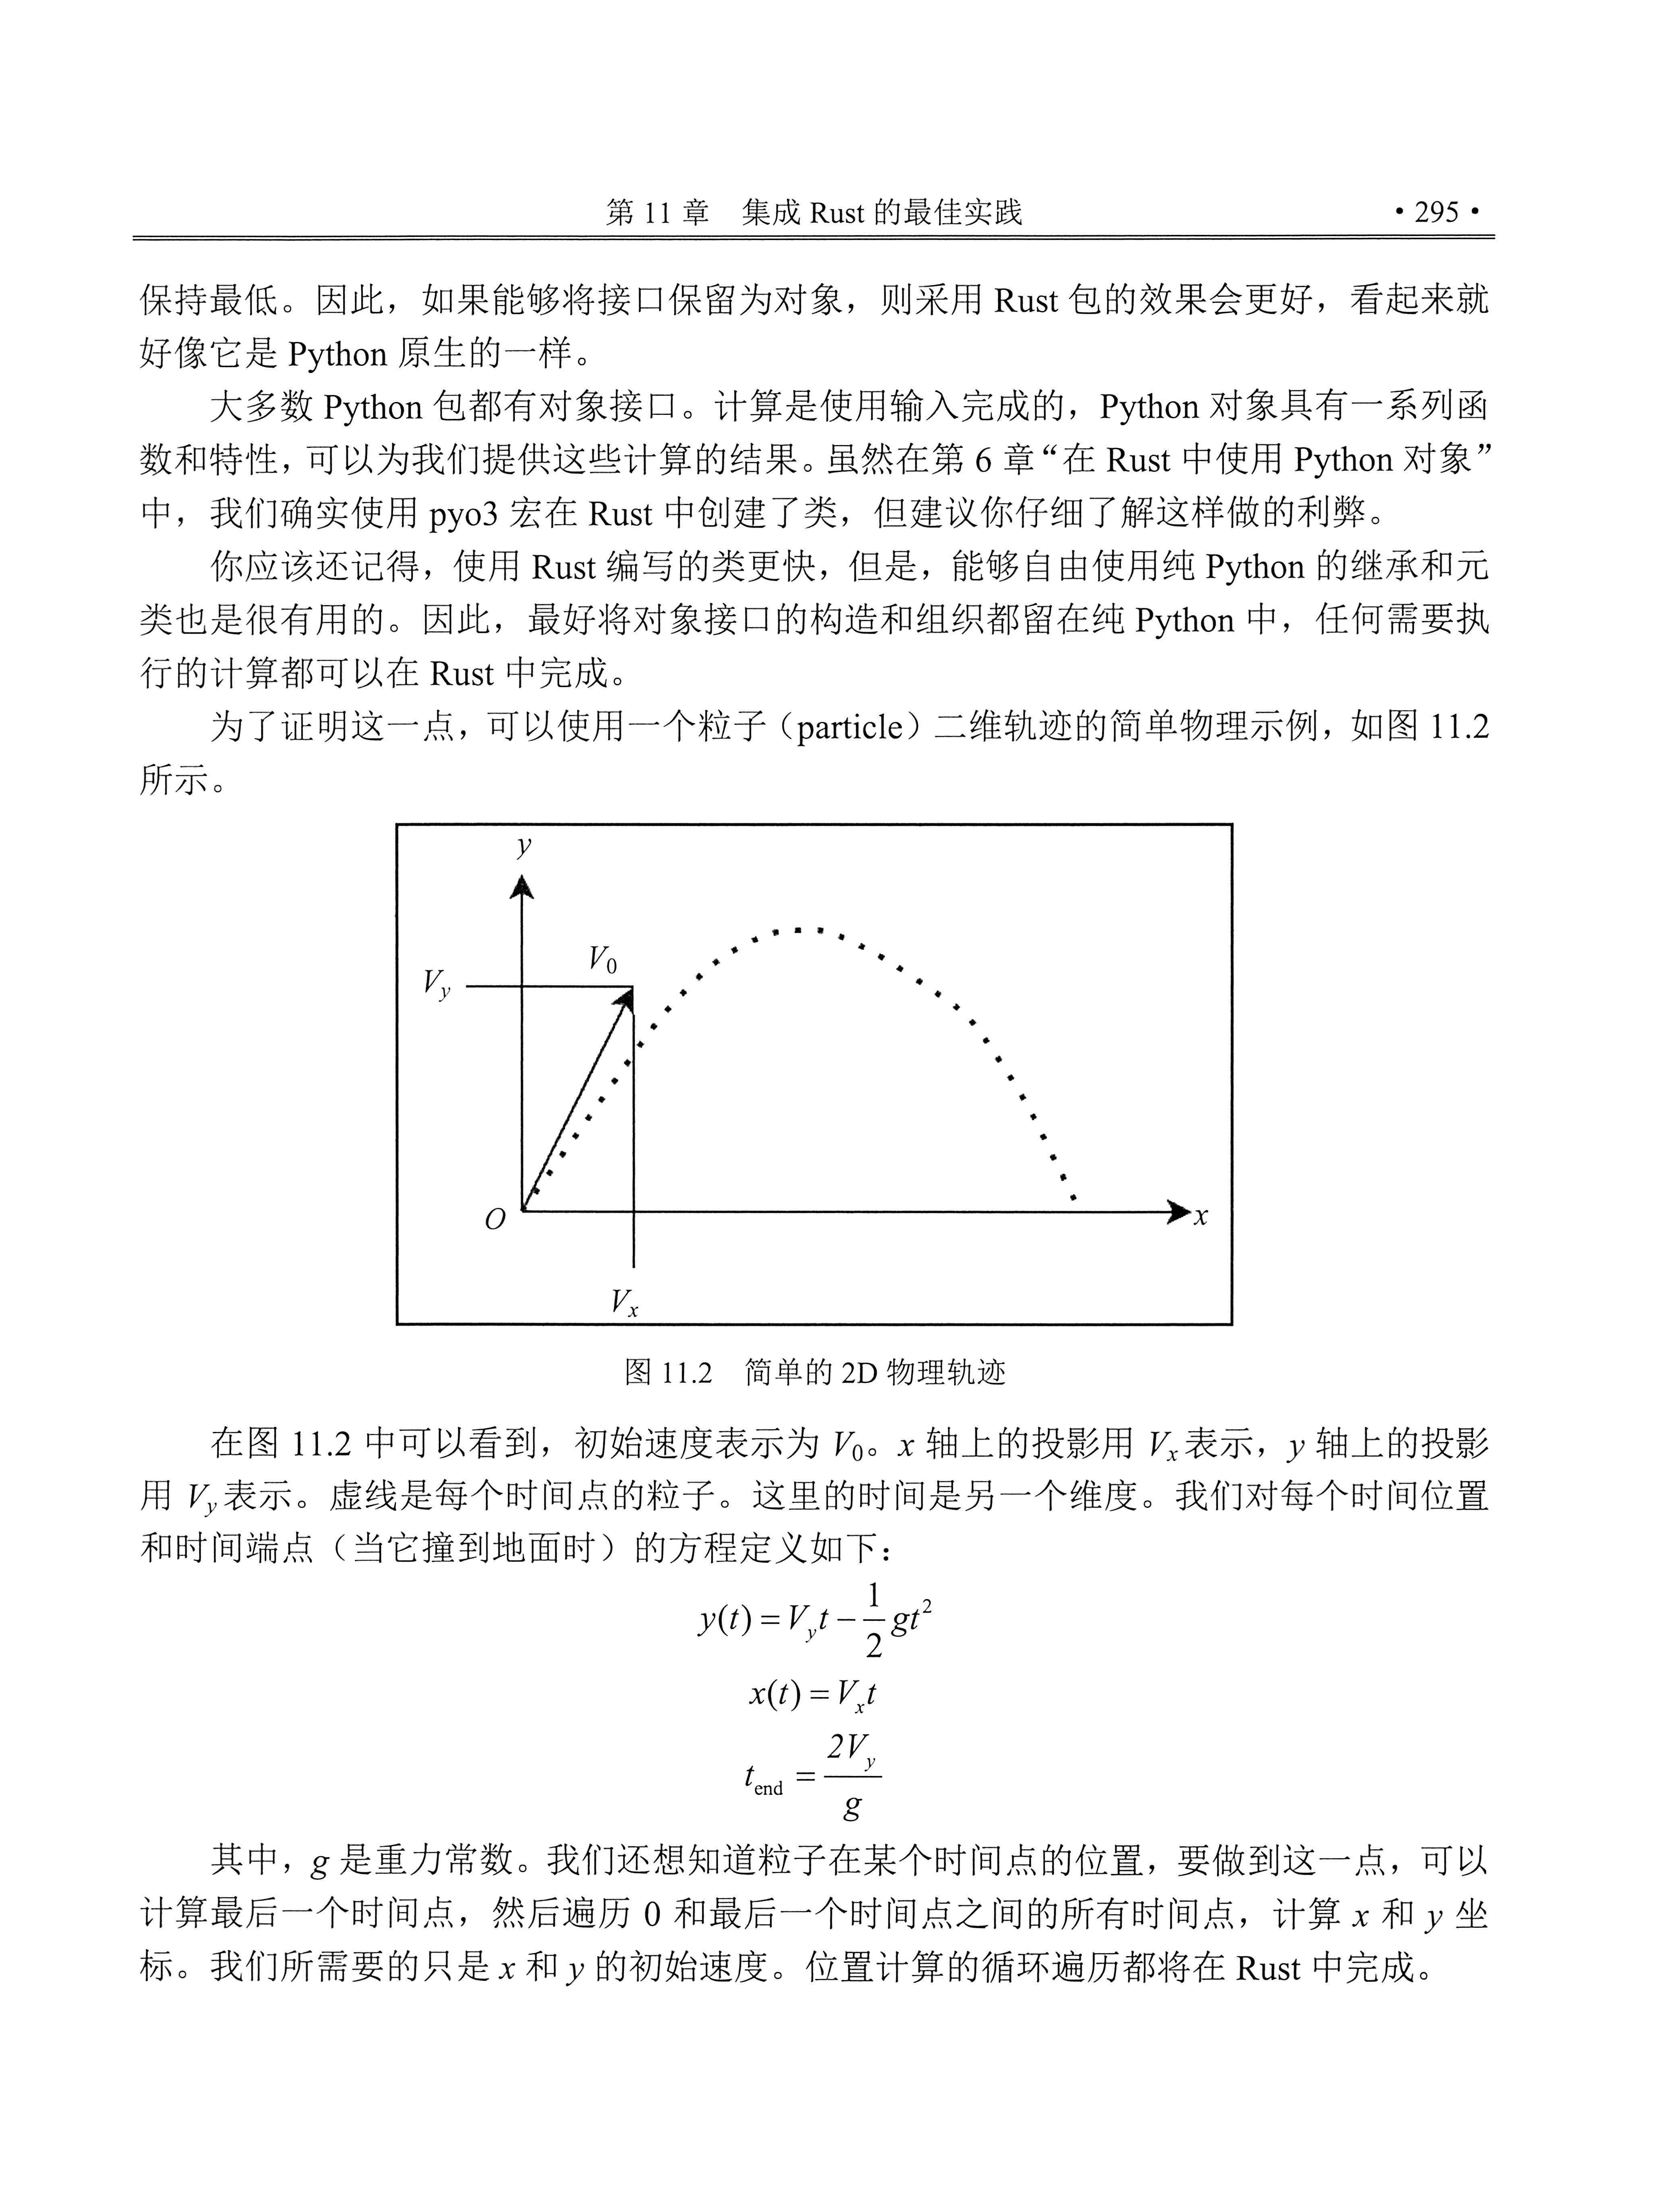 第 11 章　集成 Rust 的最佳实践
• 295 •
保持最低。因此，如果能够将接口保留为对象，则采用 Rust 包的效果会更好，看起来就
好像它是 Python 原生的一样。
大多数 Python 包都有对象接口。计算是使用输入完成的，Python 对象具有一系列函
数和特性，可以为我们提供这些计算的结果。虽然在第 6 章“在 Rust 中使用 Python 对象”
中，我们确实使用 pyo3 宏在 Rust 中创建了类，但建议你仔细了解这样做的利弊。
你应该还记得，使用 Rust 编写的类更快，但是，能够自由使用纯 Python 的继承和元
类也是很有用的。因此，最好将对象接口的构造和组织都留在纯 Python 中，任何需要执
行的计算都可以在 Rust 中完成。
为了证明这一点，可以使用一个粒子（particle）二维轨迹的简单物理示例，如图 11.2
所示。
y
V₀
V_y
O
x
Vₓ
图 11.2　简单的 2D 物理轨迹
在图 11.2 中可以看到，初始速度表示为 V₀。x 轴上的投影用 Vₓ表示，y 轴上的投影
用 V_y表示。虚线是每个时间点的粒子。这里的时间是另一个维度。我们对每个时间位置
和时间端点（当它撞到地面时）的方程定义如下：
y(t) = V_y t − 1/2 gt²
x(t) = Vₓt
t_end = 2V_y / g
其中，g 是重力常数。我们还想知道粒子在某个时间点的位置，要做到这一点，可以
计算最后一个时间点，然后遍历 0 和最后一个时间点之间的所有时间点，计算 x 和 y 坐
标。我们所需要的只是 x 和 y 的初始速度。位置计算的循环遍历都将在 Rust 中完成。